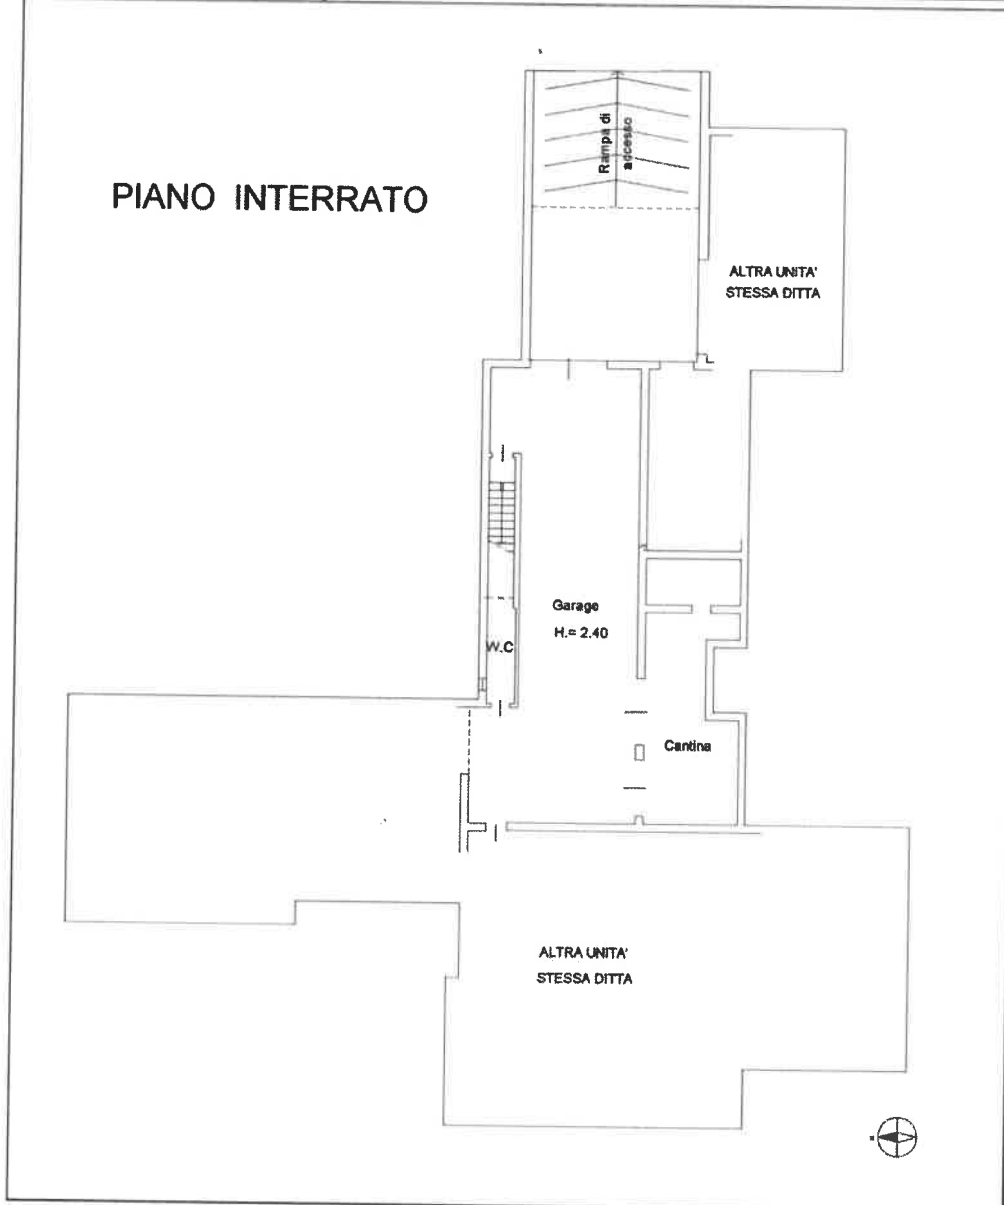 PIANO INTERRATO
Rampa di
accesso
ALTRA UNITA'
STESSA DITTA
Garage
H.= 2.40
W.C
Cantina
ALTRA UNITA'
STESSA DITTA